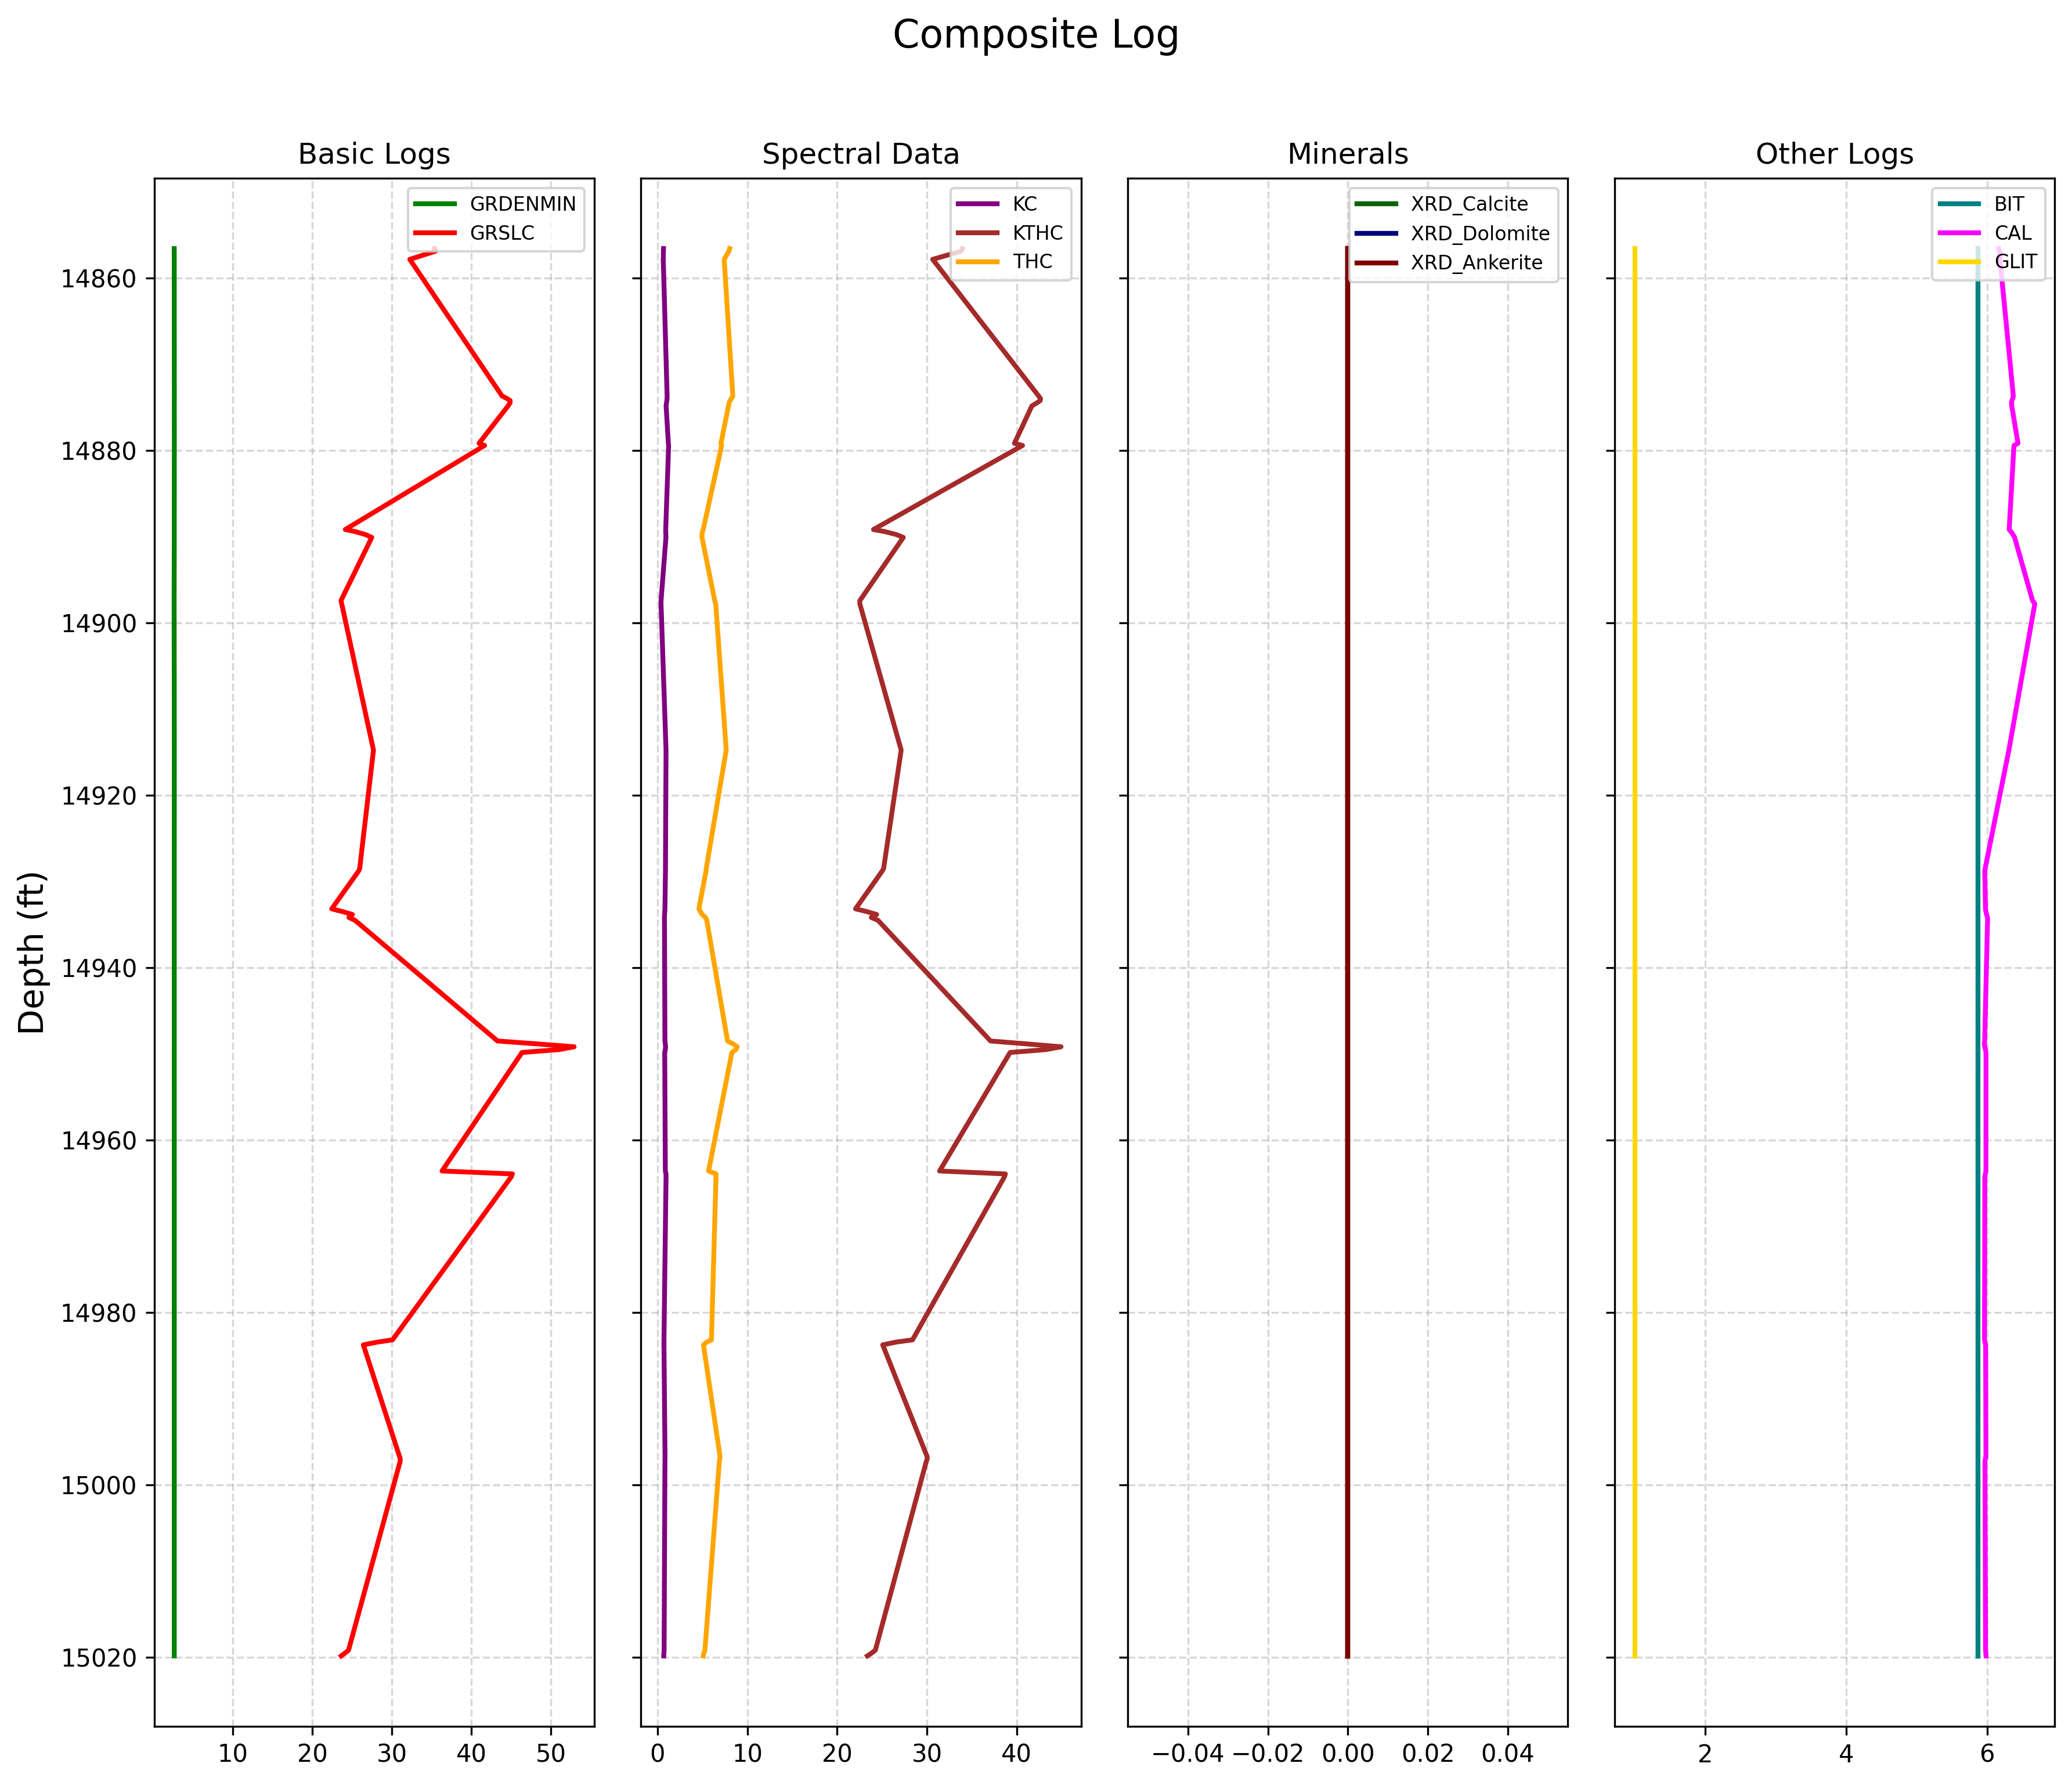 Composite Log
Basic Logs
Spectral Data
Minerals
Other Logs
GRDENMIN
GRSLC
KC
KTHC
THC
XRD_Calcite
XRD_Dolomite
XRD_Ankerite
BIT
CAL
GLIT
Depth (ft)
14860
14880
14900
14920
14940
14960
14980
15000
15020
10 20 30 40 50
0 10 20 30 40
−0.04 −0.02 0.00 0.02 0.04
2 4 6